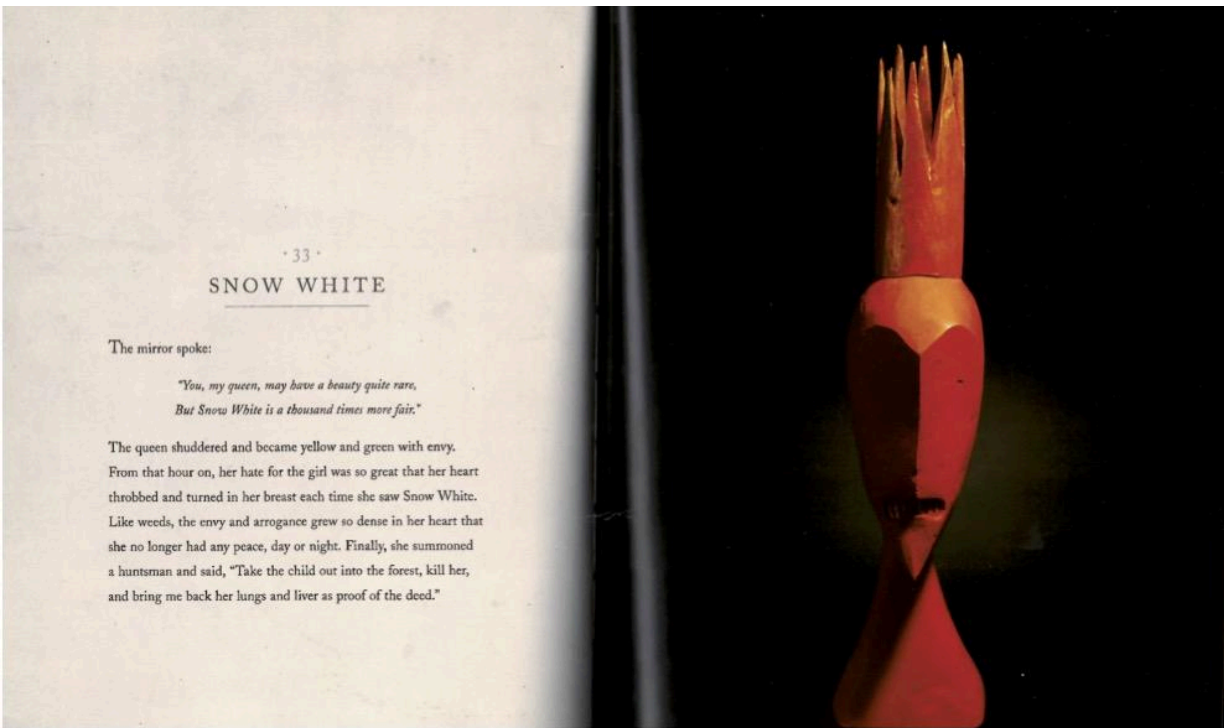 · 33 ·
SNOW WHITE
The mirror spoke:
"You, my queen, may have a beauty quite rare,
But Snow White is a thousand times more fair."
The queen shuddered and became yellow and green with envy.
From that hour on, her hate for the girl was so great that her heart
throbbed and turned in her breast each time she saw Snow White.
Like weeds, the envy and arrogance grew so dense in her heart that
she no longer had any peace, day or night. Finally, she summoned
a huntsman and said, “Take the child out into the forest, kill her,
and bring me back her lungs and liver as proof of the deed.”